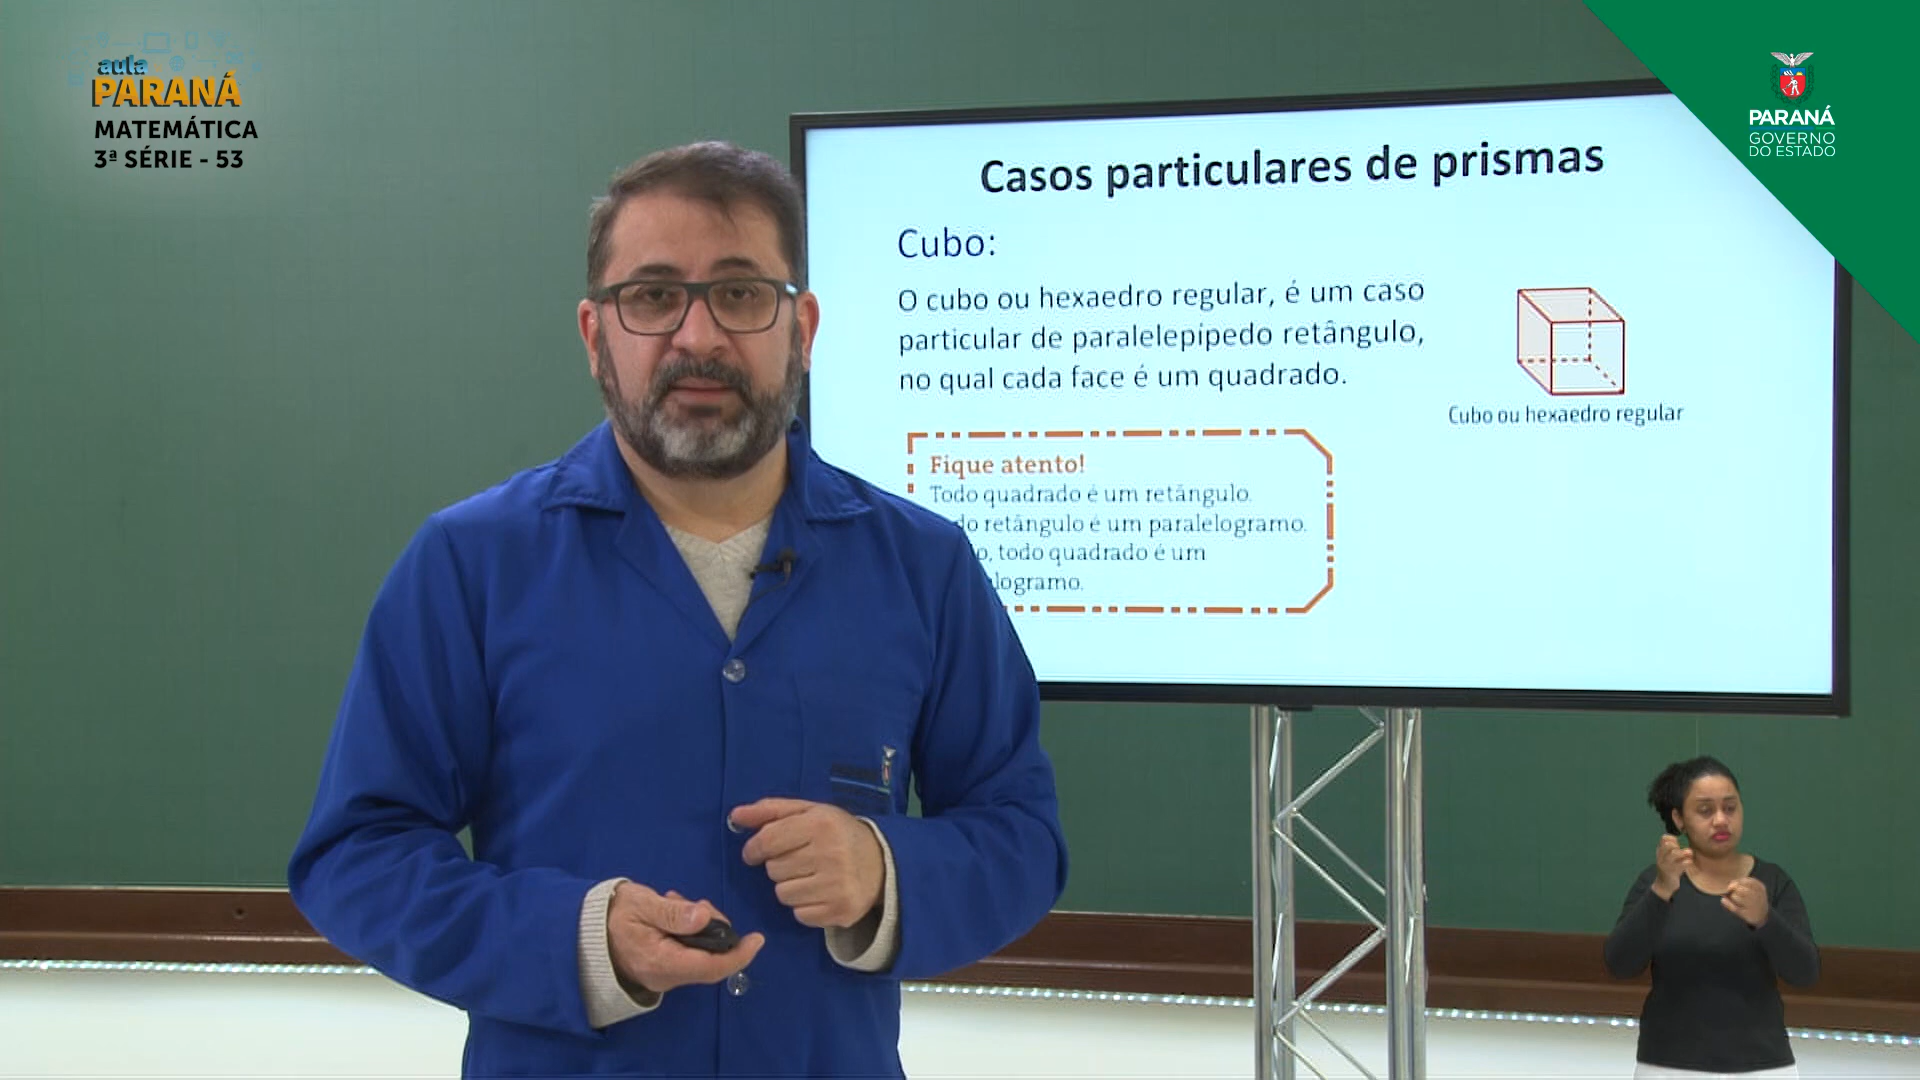 aula
PARANÁ
MATEMÁTICA
3ª SÉRIE - 53
PARANÁ
GOVERNO
DO ESTADO
Casos particulares de prismas
Cubo:
O cubo ou hexaedro regular, é um caso
particular de paralelepípedo retângulo,
no qual cada face é um quadrado.
Cubo ou hexaedro regular
Fique atento!
Todo quadrado é um retângulo.
retângulo é um paralelogramo.
todo quadrado é um